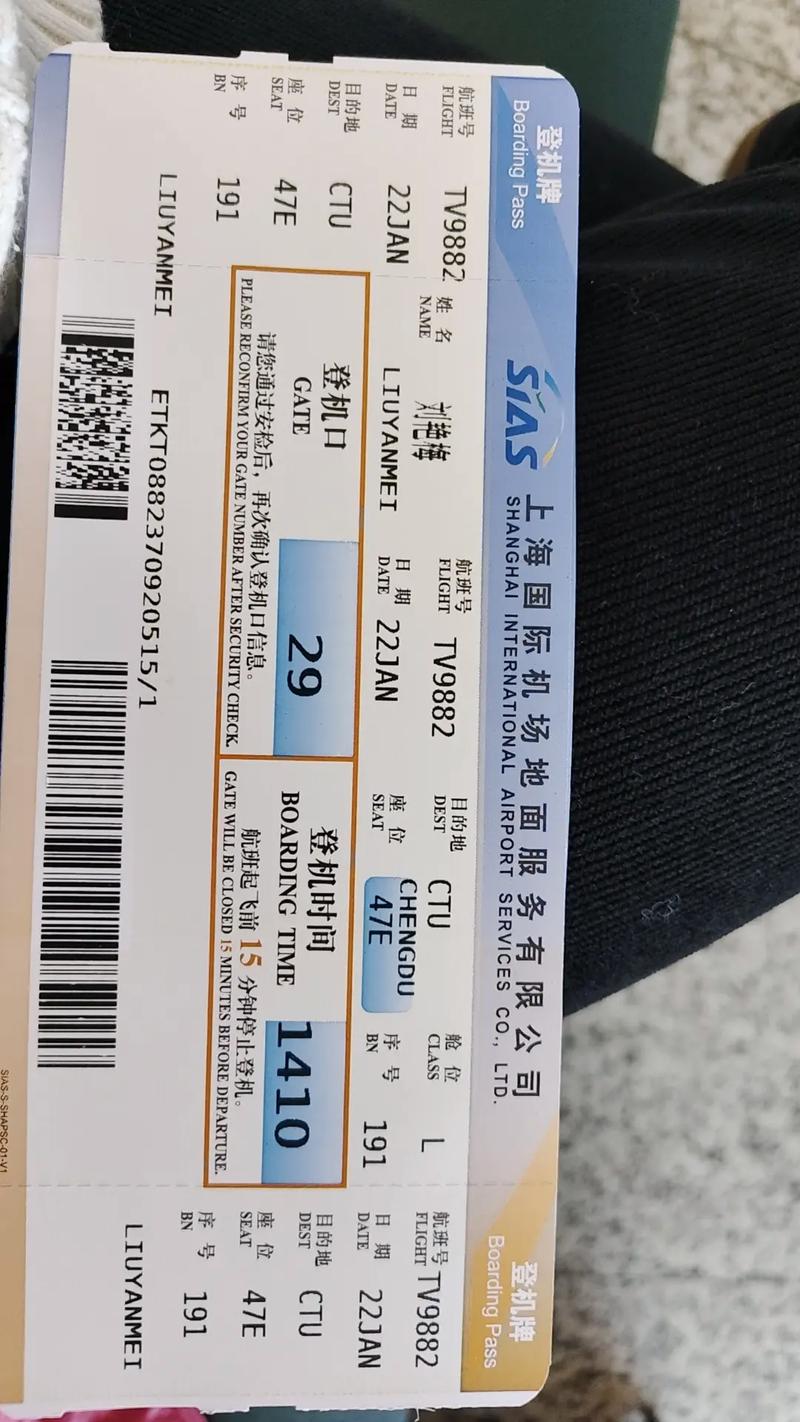 登机牌
Boarding Pass
航班号 FLIGHT TV9882
日 期 DATE 22JAN
目的地 DEST CTU
座 位 SEAT 47E
序 号 BN 191
LIUYANMEI
SIAS 上海国际机场地面服务有限公司
SHANGHAI INTERNATIONAL AIRPORT SERVICES CO., LTD.
姓 名 NAME 刘艳梅
LIUYANMEI
航班号 FLIGHT TV9882
日 期 DATE 22JAN
目的地 DEST CTU
CHENGDU
座 位 SEAT 47E
舱 位 CLASS L
序 号 BN 191
登机口
GATE 29
请您通过安检后，再次确认登机口信息。
PLEASE RECONFIRM YOUR GATE NUMBER AFTER SECURITY CHECK.
登机时间
BOARDING TIME 1410
航班起飞前 15 分钟停止登机。
GATE WILL BE CLOSED 15 MINUTES BEFORE DEPARTURE.
ETKT0882370920515/1
SIAS-S-SHAPSC-01-V1
登机牌
Boarding Pass
航班号 FLIGHT TV9882
日 期 DATE 22JAN
目的地 DEST CTU
座 位 SEAT 47E
序 号 BN 191
LIUYANMEI